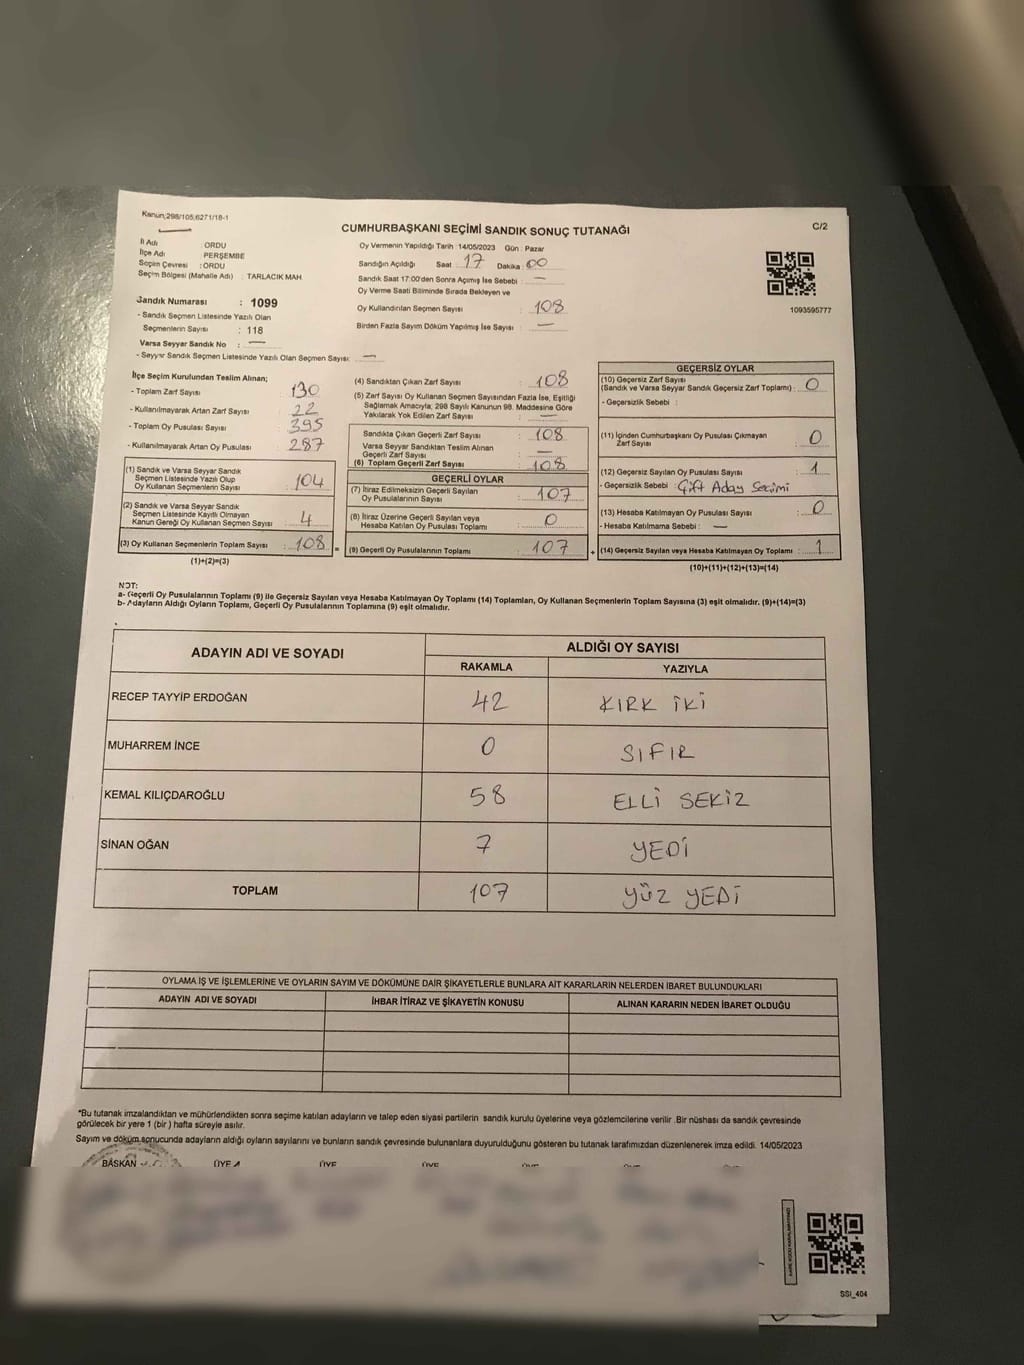 Kanun;298/105;6271/18-1
CUMHURBAŞKANI SEÇİMİ SANDIK SONUÇ TUTANAĞI
C/2
İl Adı : ORDU
İlçe Adı : PERŞEMBE
Seçim Çevresi : ORDU
Seçim Bölgesi (Mahalle Adı) : TARLACIK MAH.
Oy Vermenin Yapıldığı Tarih :14/05/2023 Gün : Pazar
Sandığın Açıldığı Saat : 17 Dakika : 00
Sandık Saat 17:00'den Sonra Açımış İse Sebebi : —
Oy Verme Saati Bitiminde Sırada Bekleyen ve
Oy Kullandırılan Seçmen Sayısı : 108
Birden Fazla Sayım Döküm Yapılmış İse Sayısı : —
1093595777
Sandık Numarası : 1099
- Sandık Seçmen Listesinde Yazılı Olan
Seçmenlerin Sayısı : 118
Varsa Seyyar Sandık No : —
- Seyyar Sandık Seçmen Listesinde Yazılı Olan Seçmen Sayısı: —
İlçe Seçim Kurulundan Teslim Alınan;
- Toplam Zarf Sayısı : 130
- Kullanılmayarak Artan Zarf Sayısı : 22
- Toplam Oy Pusulası Sayısı : 395
- Kullanılmayarak Artan Oy Pusulası : 287
(1) Sandık ve Varsa Seyyar Sandık
Seçmen Listesinde Yazılı Olup
Oy Kullanan Seçmenlerin Sayısı : 104
(2) Sandık ve Varsa Seyyar Sandık
Seçmen Listesinde Kayıtlı Olmayan
Kanun Gereği Oy Kullanan Seçmen Sayısı : 4
(3) Oy Kullanan Seçmenlerin Toplam Sayısı : 108 =
(1)+(2)=(3)
(4) Sandıktan Çıkan Zarf Sayısı : 108
(5) Zarf Sayısı Oy Kullanan Seçmen Sayısından Fazla İse, Eşitliği
Sağlamak Amacıyla; 298 Sayılı Kanunun 98. Maddesine Göre
Yakılarak Yok Edilen Zarf Sayısı : —
Sandıkta Çıkan Geçerli Zarf Sayısı : 108
Varsa Seyyar Sandıktan Teslim Alınan
Geçerli Zarf Sayısı : —
(6) Toplam Geçerli Zarf Sayısı : 108
GEÇERLİ OYLAR
(7) İtiraz Edilmeksizin Geçerli Sayılan
Oy Pusulalarının Sayısı : 107
(8) İtiraz Üzerine Geçerli Sayılan veya
Hesaba Katılan Oy Pusulası Toplamı : 0
(9) Geçerli Oy Pusulalarının Toplamı : 107 +
GEÇERSİZ OYLAR
(10) Geçersiz Zarf Sayısı
(Sandık ve Varsa Seyyar Sandık Geçersiz Zarf Toplamı) : 0
- Geçersizlik Sebebi :
(11) İçinden Cumhurbaşkanı Oy Pusulası Çıkmayan
Zarf Sayısı : 0
(12) Geçersiz Sayılan Oy Pusulası Sayısı : 1
- Geçersizlik Sebebi : Çift Aday Seçimi
(13) Hesaba Katılmayan Oy Pusulası Sayısı : 0
- Hesaba Katılmama Sebebi : —
(14) Geçersiz Sayılan veya Hesaba Katılmayan Oy Toplamı : 1
(10)+(11)+(12)+(13)=(14)
NOT:
a- Geçerli Oy Pusulalarının Toplamı (9) ile Geçersiz Sayılan veya Hesaba Katılmayan Oy Toplamı (14) Toplamları, Oy Kullanan Seçmenlerin Toplam Sayısına (3) eşit olmalıdır. (9)+(14)=(3)
b- Adayların Aldığı Oyların Toplamı, Geçerli Oy Pusulalarının Toplamına (9) eşit olmalıdır.
ADAYIN ADI VE SOYADI ALDIĞI OY SAYISI
RAKAMLA YAZIYLA
RECEP TAYYİP ERDOĞAN 42 KIRK İKİ
MUHARREM İNCE 0 SIFIR
KEMAL KILIÇDAROĞLU 58 ELLİ SEKİZ
SİNAN OĞAN 7 YEDİ
TOPLAM 107 YÜZ YEDİ
OYLAMA İŞ VE İŞLEMLERİNE VE OYLARIN SAYIM VE DÖKÜMÜNE DAİR ŞİKAYETLERLE BUNLARA AİT KARARLARIN NELERDEN İBARET BULUNDUKLARI
ADAYIN ADI VE SOYADI İHBAR İTİRAZ VE ŞİKAYETİN KONUSU ALINAN KARARIN NEDEN İBARET OLDUĞU
*Bu tutanak imzalandıktan ve mühürlendikten sonra seçime katılan adayların ve talep eden siyasi partilerin sandık kurulu üyelerine veya gözlemcilerine verilir. Bir nüshası da sandık çevresinde
görülecek bir yere 1 (bir) hafta süreyle asılır.
Sayım ve döküm sonucunda adayların aldığı oyların sayılarını ve bunların sandık çevresinde bulunanlara duyurulduğunu gösteren bu tutanak tarafımızdan düzenlenerek imza edildi. 14/05/2023
BAŞKAN ÜYE ÜYE ÜYE
SSI_404